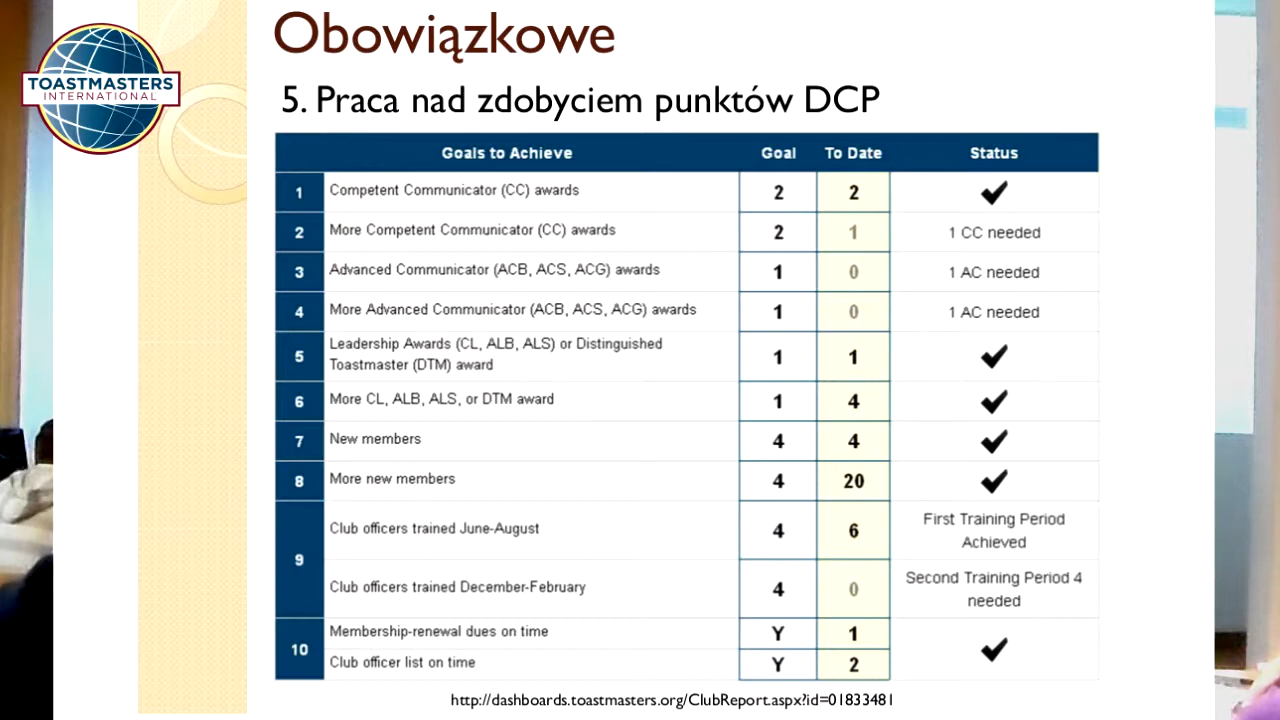 Obowiązkowe
TOASTMASTERS
INTERNATIONAL
5. Praca nad zdobyciem punktów DCP
Goals to Achieve Goal To Date Status
1 Competent Communicator (CC) awards 2 2 ✔
2 More Competent Communicator (CC) awards 2 1 1 CC needed
3 Advanced Communicator (ACB, ACS, ACG) awards 1 0 1 AC needed
4 More Advanced Communicator (ACB, ACS, ACG) awards 1 0 1 AC needed
5 Leadership Awards (CL, ALB, ALS) or Distinguished
Toastmaster (DTM) award 1 1 ✔
6 More CL, ALB, ALS, or DTM award 1 4 ✔
7 New members 4 4 ✔
8 More new members 4 20 ✔
9 Club officers trained June-August 4 6 First Training Period
Achieved
Club officers trained December-February 4 0 Second Training Period 4
needed
10 Membership-renewal dues on time Y 1 ✔
Club officer list on time Y 2
http://dashboards.toastmasters.org/ClubReport.aspx?id=01833481